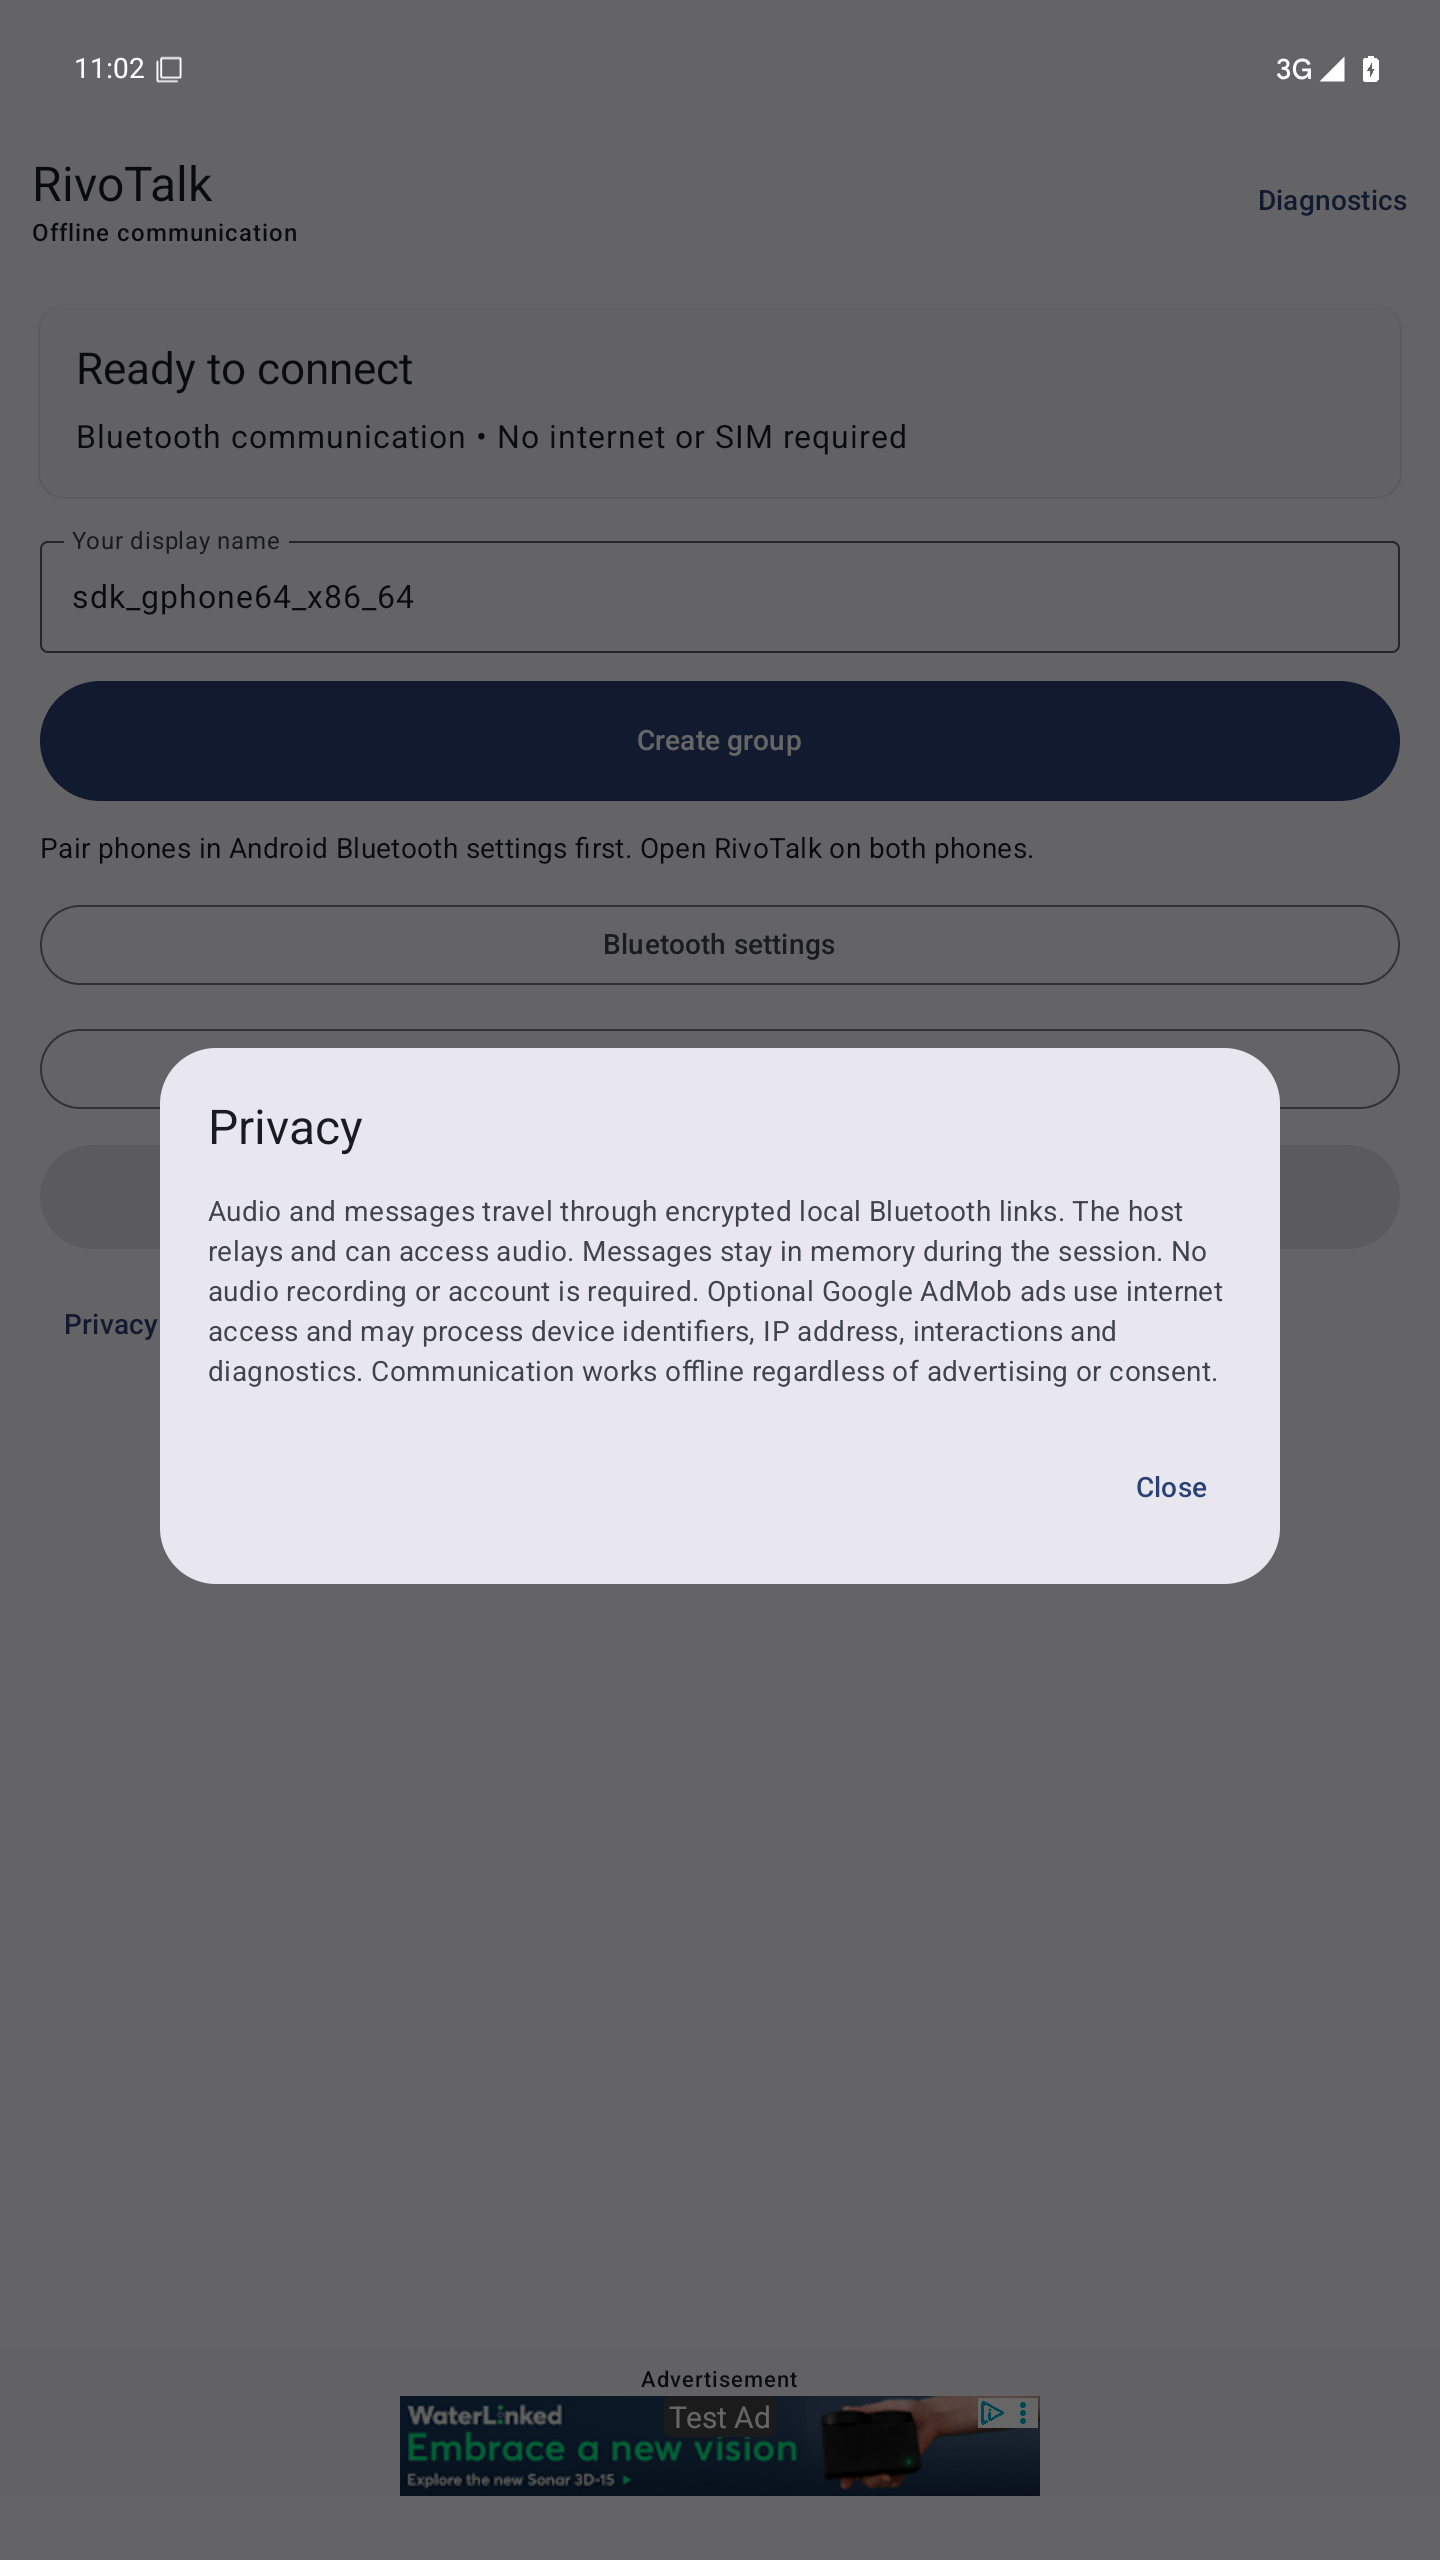 11:02
3G
RivoTalk
Offline communication
Diagnostics
Ready to connect
Bluetooth communication • No internet or SIM required
Your display name
sdk_gphone64_x86_64
Create group
Pair phones in Android Bluetooth settings first. Open RivoTalk on both phones.
Bluetooth settings
Privacy
Audio and messages travel through encrypted local Bluetooth links. The host
relays and can access audio. Messages stay in memory during the session. No
audio recording or account is required. Optional Google AdMob ads use internet
access and may process device identifiers, IP address, interactions and
diagnostics. Communication works offline regardless of advertising or consent.
Close
Privacy
Advertisement
WaterLinked
Test Ad
Embrace a new vision
Explore the new Sonar 3D-15